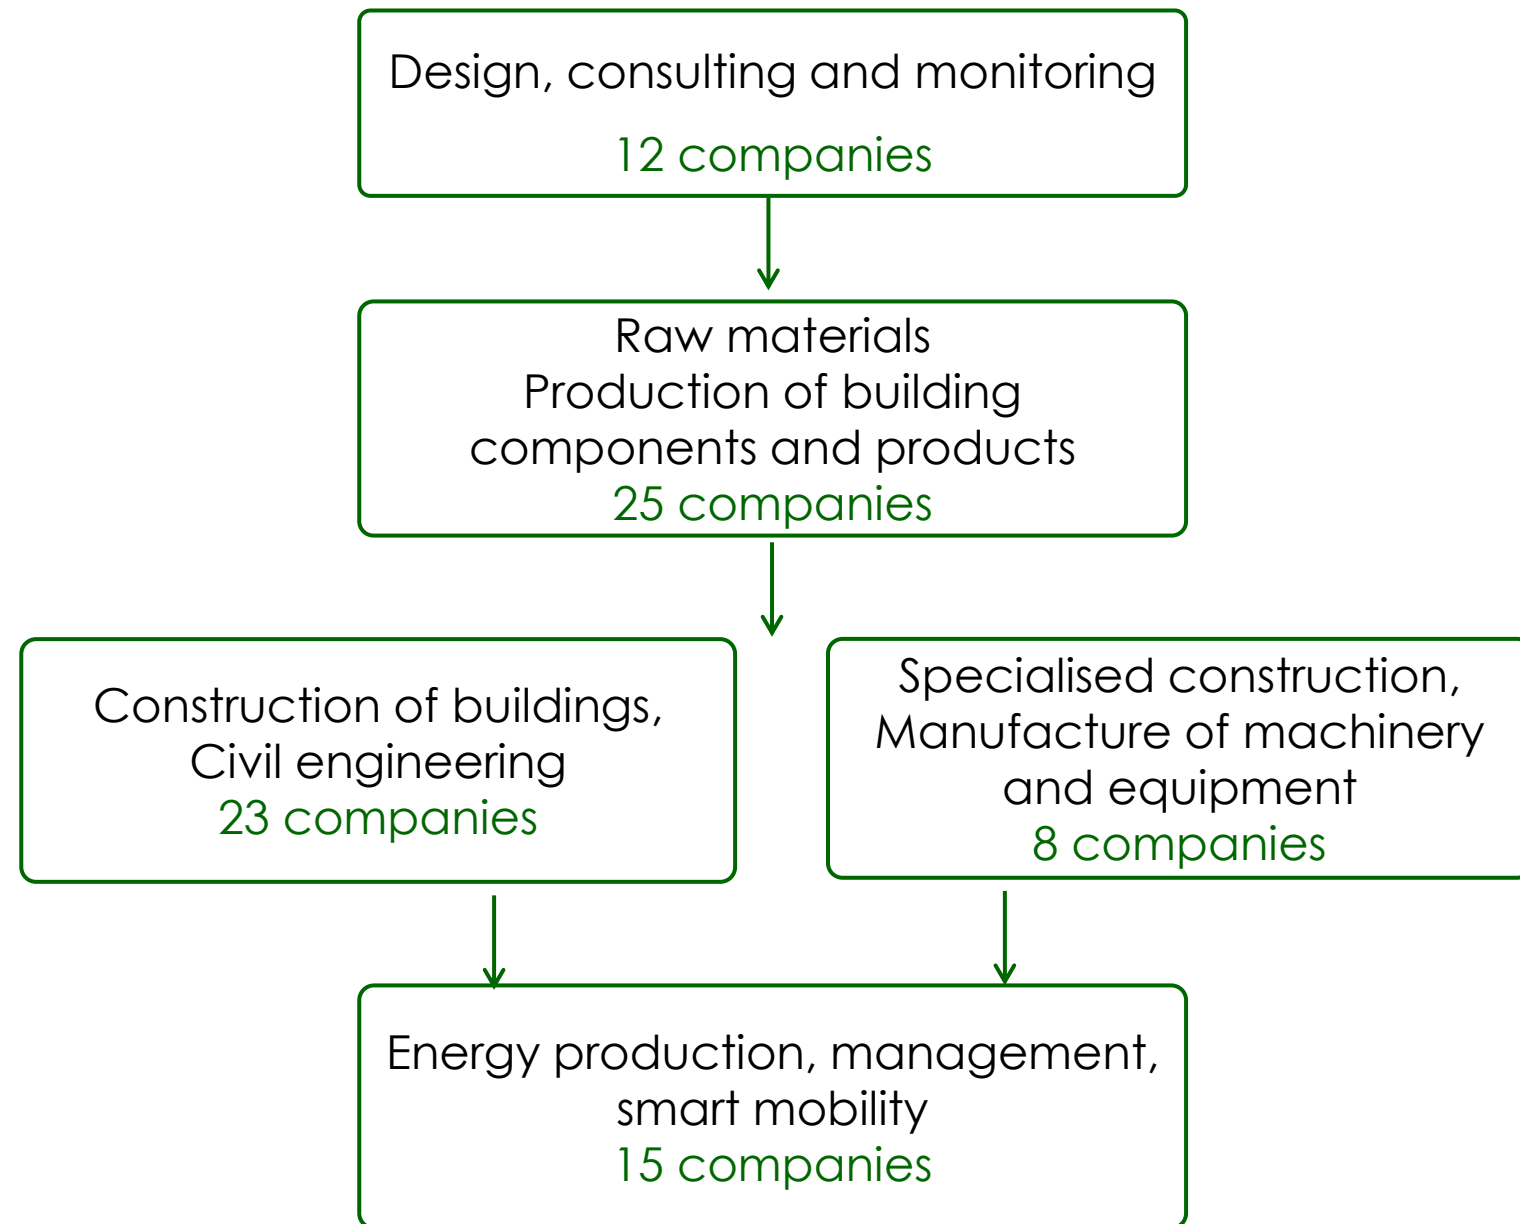 Design, consulting and monitoring
12 companies
Raw materials
Production of building
components and products
25 companies
Construction of buildings,
Civil engineering
23 companies
Specialised construction,
Manufacture of machinery
and equipment
8 companies
Energy production, management,
smart mobility
15 companies